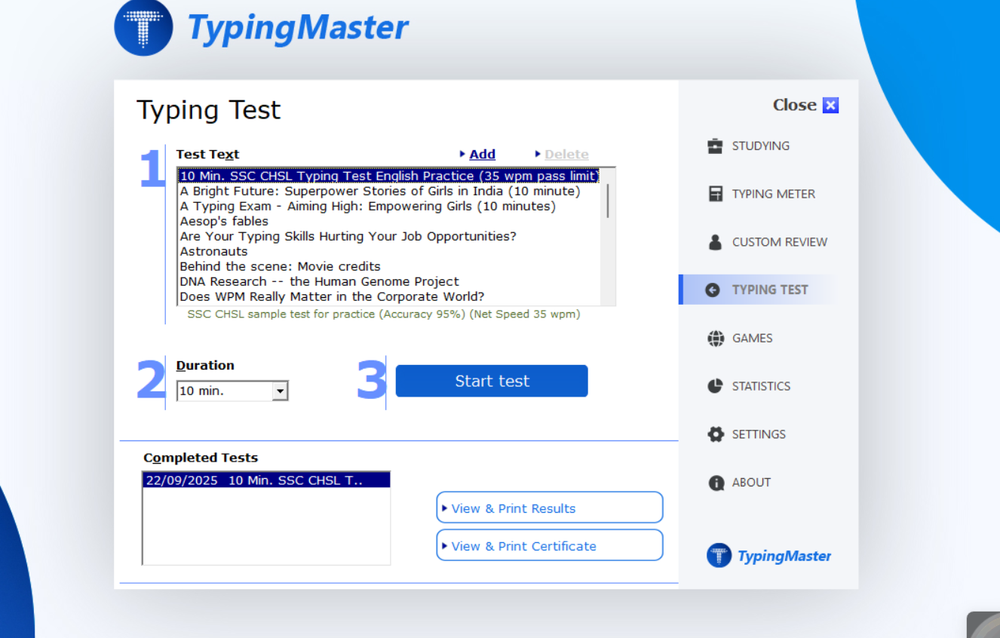 TypingMaster
Typing Test
Close
1
Test Text
Add
Delete
10 Min. SSC CHSL Typing Test English Practice (35 wpm pass limit)
A Bright Future: Superpower Stories of Girls in India (10 minute)
A Typing Exam - Aiming High: Empowering Girls (10 minutes)
Aesop's fables
Are Your Typing Skills Hurting Your Job Opportunities?
Astronauts
Behind the scene: Movie credits
DNA Research -- the Human Genome Project
Does WPM Really Matter in the Corporate World?
SSC CHSL sample test for practice (Accuracy 95%) (Net Speed 35 wpm)
2
Duration
10 min.
3
Start test
Completed Tests
22/09/2025 10 Min. SSC CHSL T..
View & Print Results
View & Print Certificate
STUDYING
TYPING METER
CUSTOM REVIEW
TYPING TEST
GAMES
STATISTICS
SETTINGS
ABOUT
TypingMaster